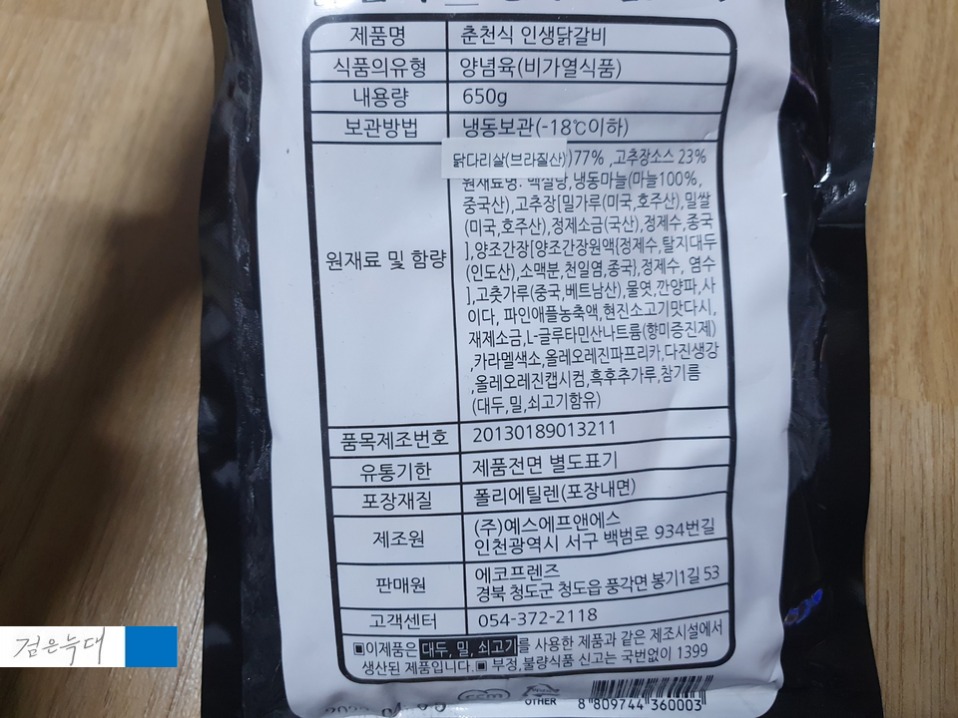 제품명 춘천식 인생닭갈비
식품의유형 양념육(비가열식품)
내용량 650g
보관방법 냉동보관(-18℃이하)
원재료 및 함량
닭다리살(브라질산))77% ,고추장소스 23%
원재료명: 백설탕,냉동마늘(마늘100%,
중국산),고추장[밀가루(미국,호주산),밀쌀
(미국,호주산),정제소금(국산),정제수,종국
],양조간장[양조간장원액{정제수,탈지대두
(인도산),소맥분,천일염,종국},정제수, 염수
],고춧가루(중국,베트남산),물엿,깐양파,사
이다, 파인애플농축액,현진소고기맛다시,
재제소금,L-글루타민산나트륨(향미증진제)
,카라멜색소,올레오레진파프리카,다진생강
,올레오레진캡시컴,흑후추가루,참기름
(대두,밀,쇠고기함유)
품목제조번호 20130189013211
유통기한 제품전면 별도표기
포장재질 폴리에틸렌(포장내면)
제조원 (주)예스에프앤에스
인천광역시 서구 백범로 934번길
판매원 에코프렌즈
경북 청도군 청도읍 풍각면 봉기1길 53
고객센터 054-372-2118
▣이제품은 대두, 밀, 쇠고기를 사용한 제품과 같은 제조시설에서
생산된 제품입니다.▣ 부정,불량식품 신고는 국번없이 1399
ccm
OTHER
8 809744 360003
검은늑대